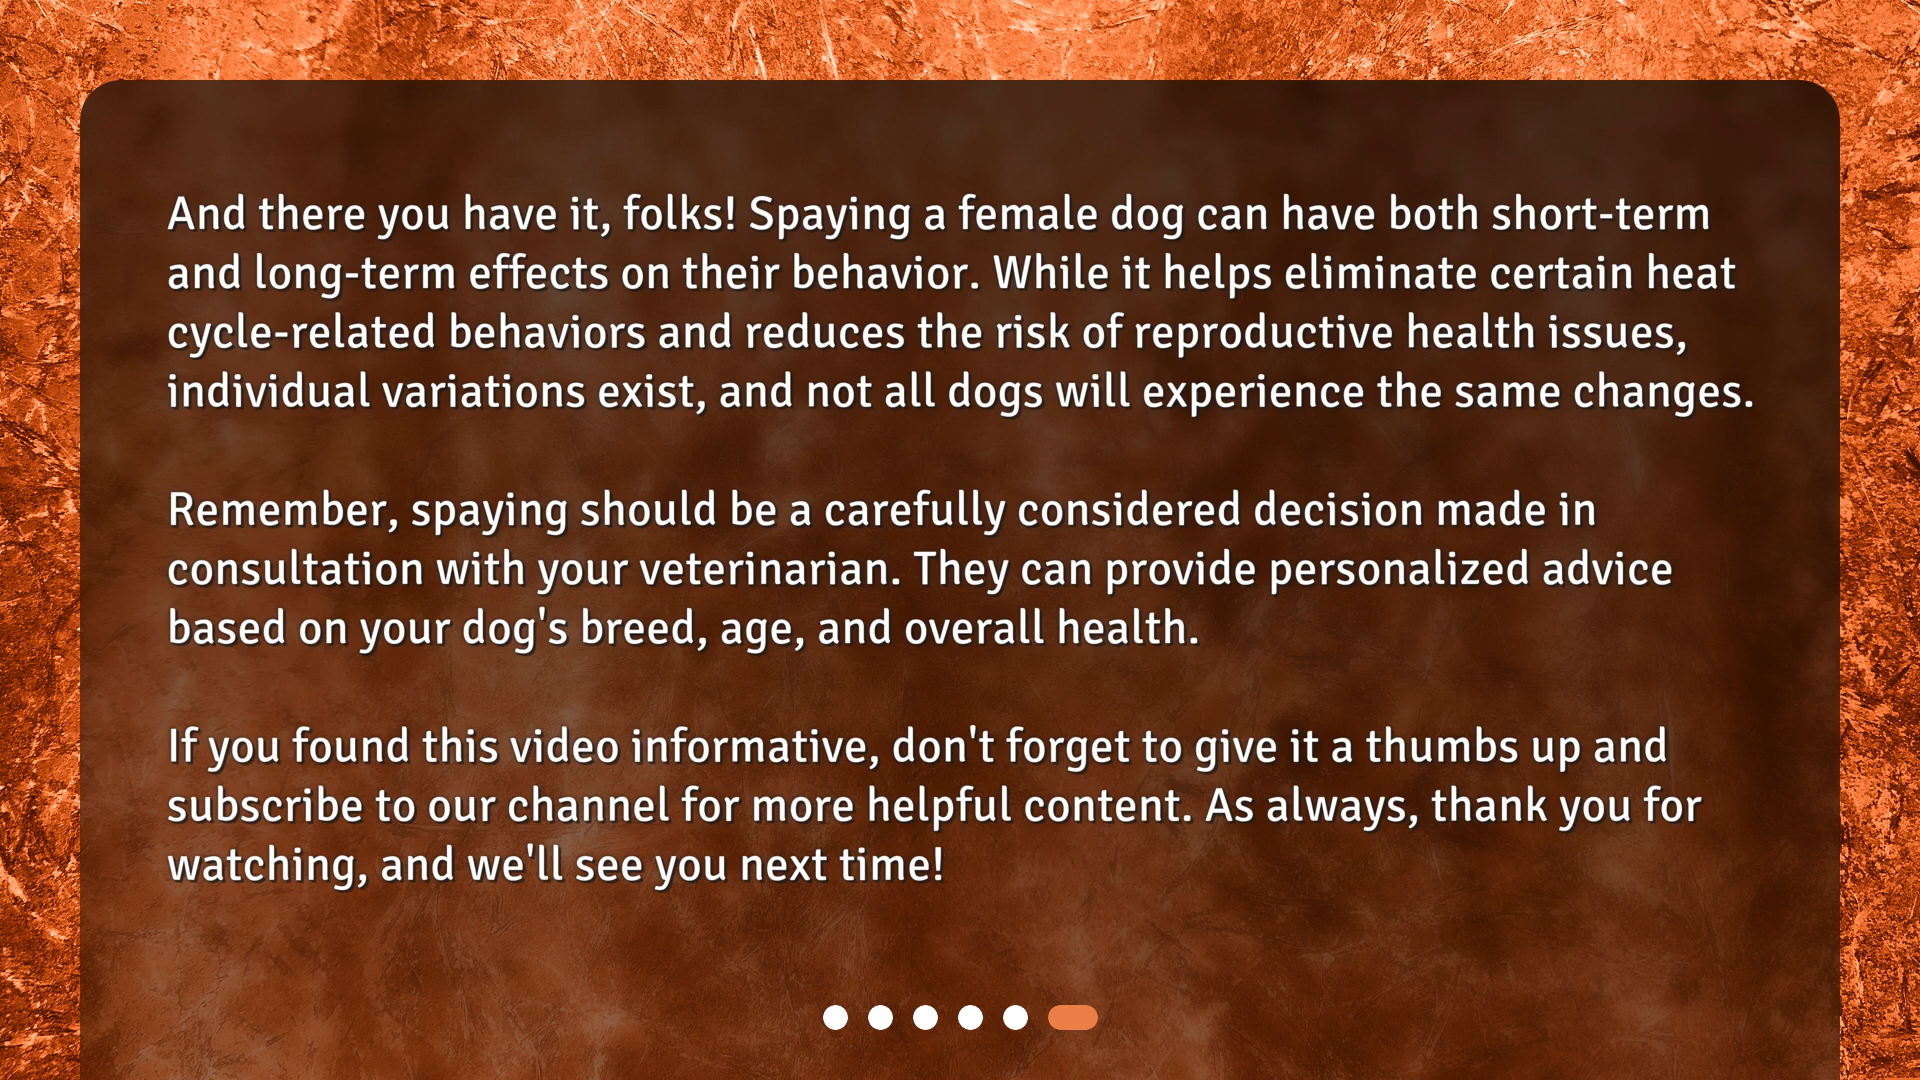 And there you have it, folks! Spaying a female dog can have both short-term
and long-term effects on their behavior. While it helps eliminate certain heat
cycle-related behaviors and reduces the risk of reproductive health issues,
individual variations exist, and not all dogs will experience the same changes.
Remember, spaying should be a carefully considered decision made in
consultation with your veterinarian. They can provide personalized advice
based on your dog's breed, age, and overall health.
If you found this video informative, don't forget to give it a thumbs up and
subscribe to our channel for more helpful content. As always, thank you for
watching, and we'll see you next time!